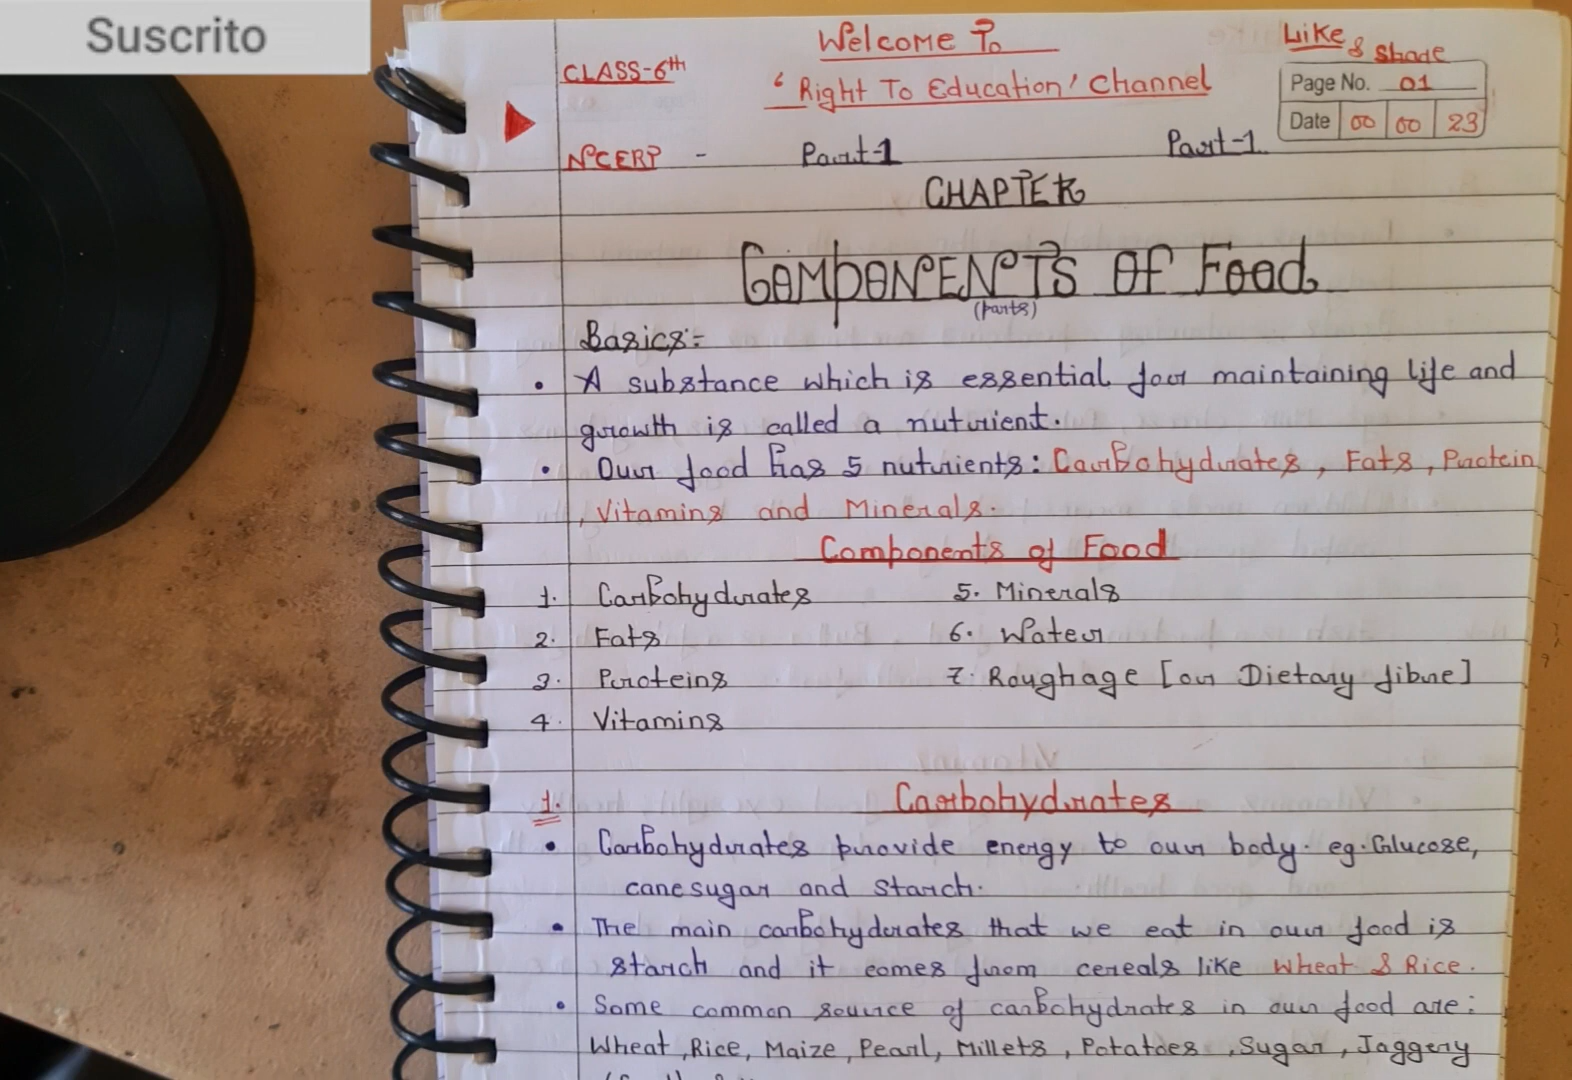 Suscrito
Welcome To
Like & Share
CLASS-6th
'Right To Education' Channel
Page No. 01
Date 00 00 23
NCERT - Part-1 Part-1
CHAPTER
COMPONENTS OF Food
(parts)
Basics:-
• A substance which is essential for maintaining life and
growth is called a nutrient.
• Our food has 5 nutrients: Carbohydrates, Fats, Protein
, Vitamins and Minerals.
Components of Food
1. Carbohydrates 5. Minerals
2. Fats 6. Water
3. Proteins 7. Roughage [or Dietary fibre]
4. Vitamins
1. Carbohydrates
• Carbohydrates provide energy to our body. eg. Glucose,
cane sugar and starch.
• The main carbohydrates that we eat in our food is
starch and it comes from cereals like Wheat & Rice.
• Some common source of carbohydrates in our food are:
Wheat, Rice, Maize, Pearl, Millets, Potatoes, Sugar, Jaggery